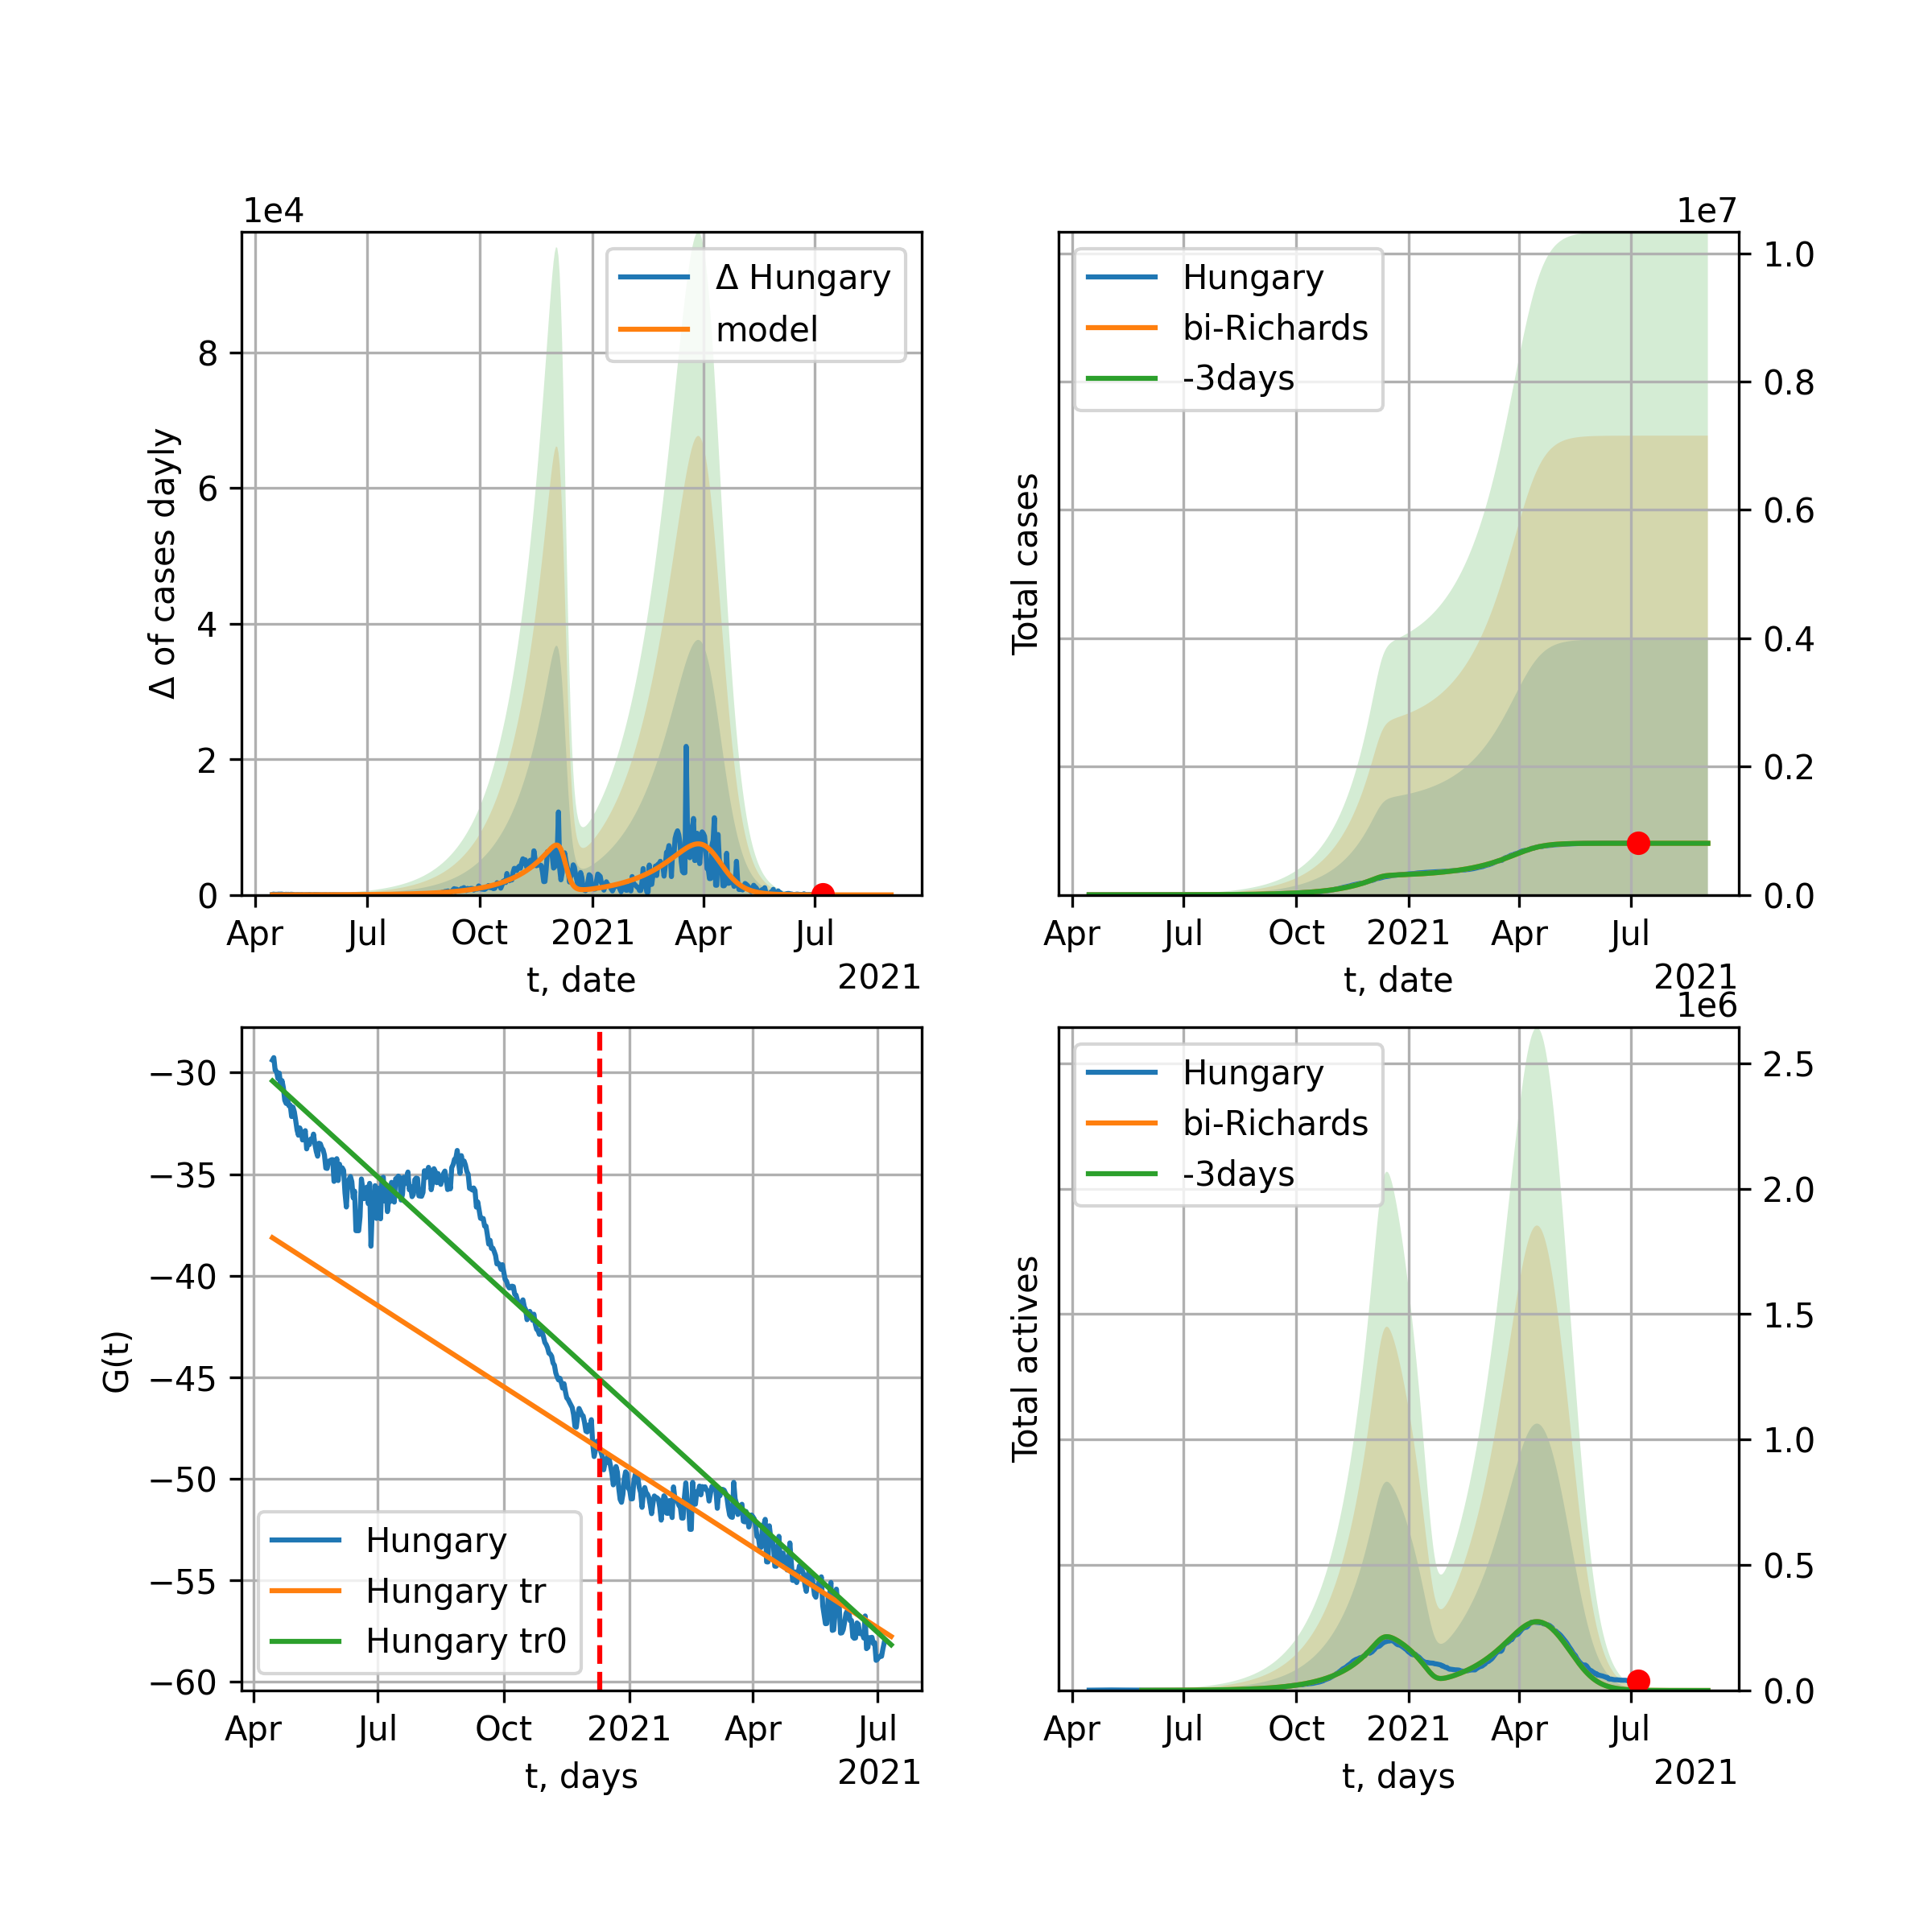 1e4
Δ of cases dayly
8
6
4
2
0
Δ Hungary
model
Apr Jul Oct 2021 Apr Jul
t, date
2021
1e7
Total cases
Hungary
bi-Richards
-3days
1.0
0.8
0.6
0.4
0.2
0.0
Apr Jul Oct 2021 Apr Jul
t, date
2021
G(t)
−30
−35
−40
−45
−50
−55
−60
Hungary
Hungary tr
Hungary tr0
Apr Jul Oct 2021 Apr Jul
t, days
2021
1e6
Total actives
Hungary
bi-Richards
-3days
2.5
2.0
1.5
1.0
0.5
0.0
Apr Jul Oct 2021 Apr Jul
t, days
2021